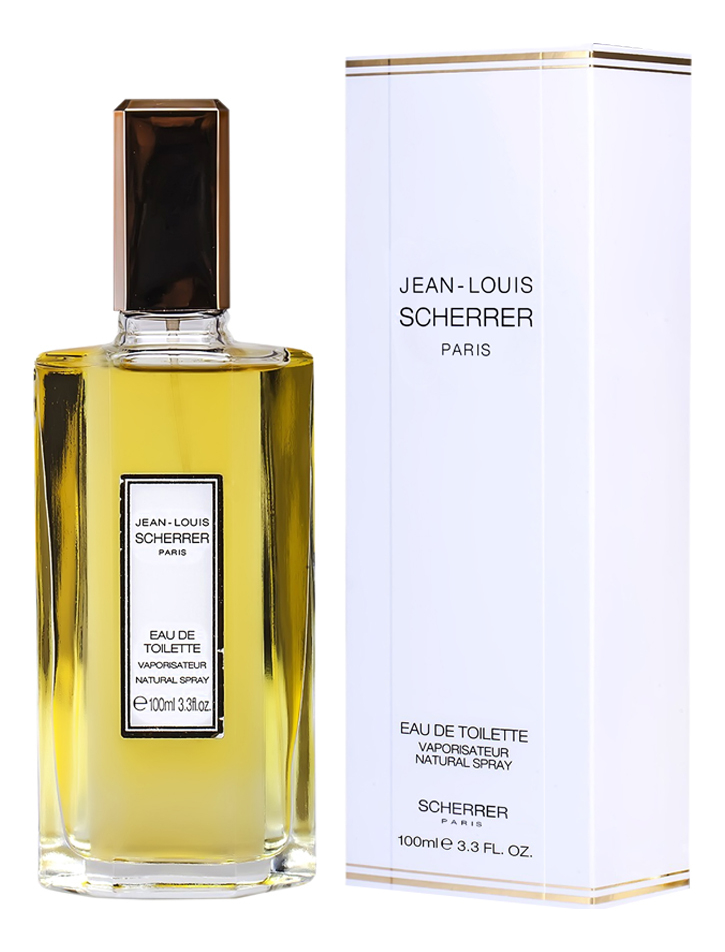 JEAN-LOUIS
SCHERRER
PARIS
EAU DE
TOILETTE
VAPORISATEUR
NATURAL SPRAY
℮100ml 3.3fl.oz.
JEAN-LOUIS
SCHERRER
PARIS
EAU DE TOILETTE
VAPORISATEUR
NATURAL SPRAY
SCHERRER
PARIS
100ml℮ 3.3 FL. OZ.